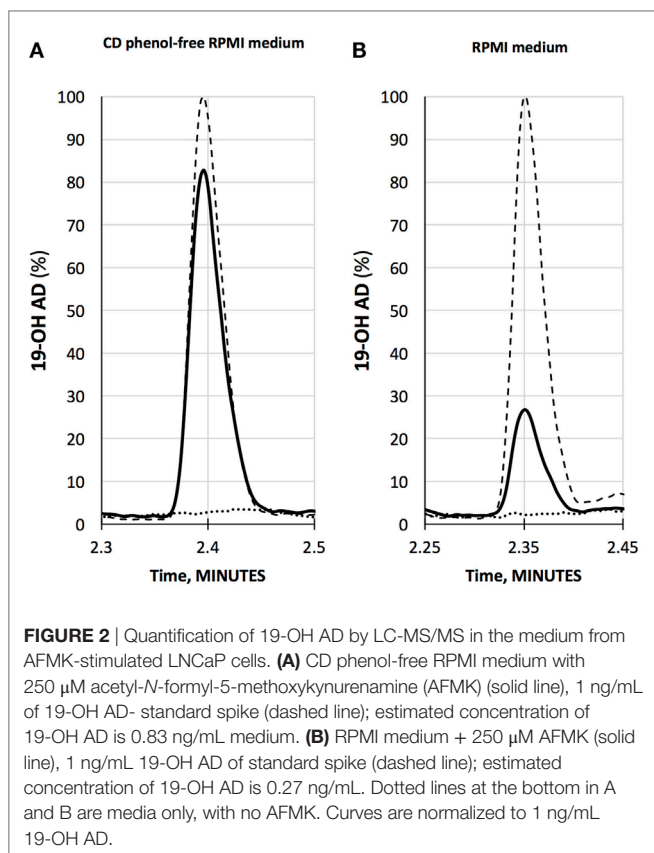 CD phenol-free RPMI medium
RPMI medium
A
B
19-OH AD (%)
100
90
80
70
60
50
40
30
20
10
0
2.3
2.4
2.5
Time, MINUTES
19-OH AD (%)
100
90
80
70
60
50
40
30
20
10
0
2.25
2.35
2.45
Time, MINUTES
FIGURE 2 | Quantification of 19-OH AD by LC-MS/MS in the medium from
AFMK-stimulated LNCaP cells. (A) CD phenol-free RPMI medium with
250 μM acetyl-N-formyl-5-methoxykynurenamine (AFMK) (solid line), 1 ng/mL
of 19-OH AD- standard spike (dashed line); estimated concentration of
19-OH AD is 0.83 ng/mL medium. (B) RPMI medium + 250 μM AFMK (solid
line), 1 ng/mL 19-OH AD of standard spike (dashed line); estimated
concentration of 19-OH AD is 0.27 ng/mL. Dotted lines at the bottom in A
and B are media only, with no AFMK. Curves are normalized to 1 ng/mL
19-OH AD.